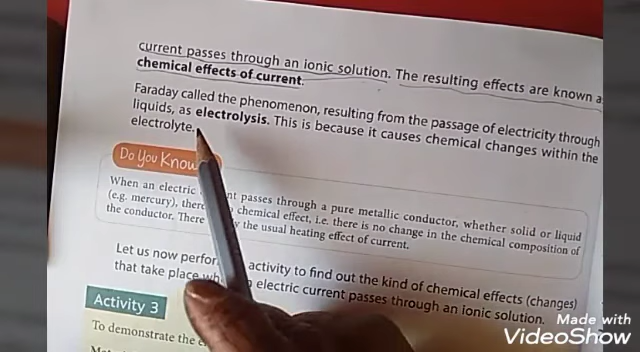 current passes through an ionic solution. The resulting effects are known a
chemical effects of current.
Faraday called the phenomenon, resulting from the passage of electricity through
liquids, as electrolysis. This is because it causes chemical changes within the
electrolyte.
Do You Know
When an electric nt passes through a pure metallic conductor, whether solid or liquid
(e.g. mercury), there chemical effect, i.e. there is no change in the chemical composition of
the conductor. There the usual heating effect of current.
Let us now perfor activity to find out the kind of chemical effects (changes)
that take place wh electric current passes through an ionic solution.
Activity 3
To demonstrate the
Made with
VideoShow